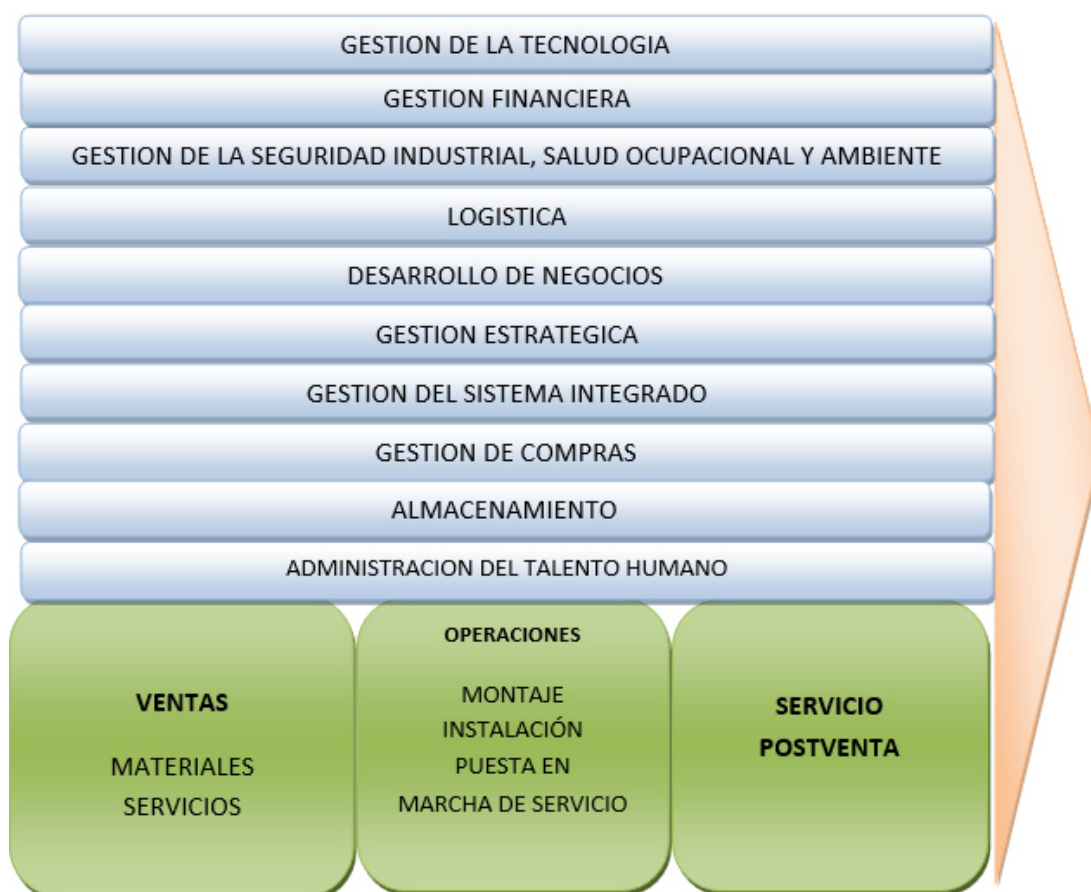 GESTION DE LA TECNOLOGIA
GESTION FINANCIERA
GESTION DE LA SEGURIDAD INDUSTRIAL, SALUD OCUPACIONAL Y AMBIENTE
LOGISTICA
DESARROLLO DE NEGOCIOS
GESTION ESTRATEGICA
GESTION DEL SISTEMA INTEGRADO
GESTION DE COMPRAS
ALMACENAMIENTO
ADMINISTRACION DEL TALENTO HUMANO
VENTAS
MATERIALES
SERVICIOS
OPERACIONES
MONTAJE
INSTALACIÓN
PUESTA EN
MARCHA DE SERVICIO
SERVICIO
POSTVENTA